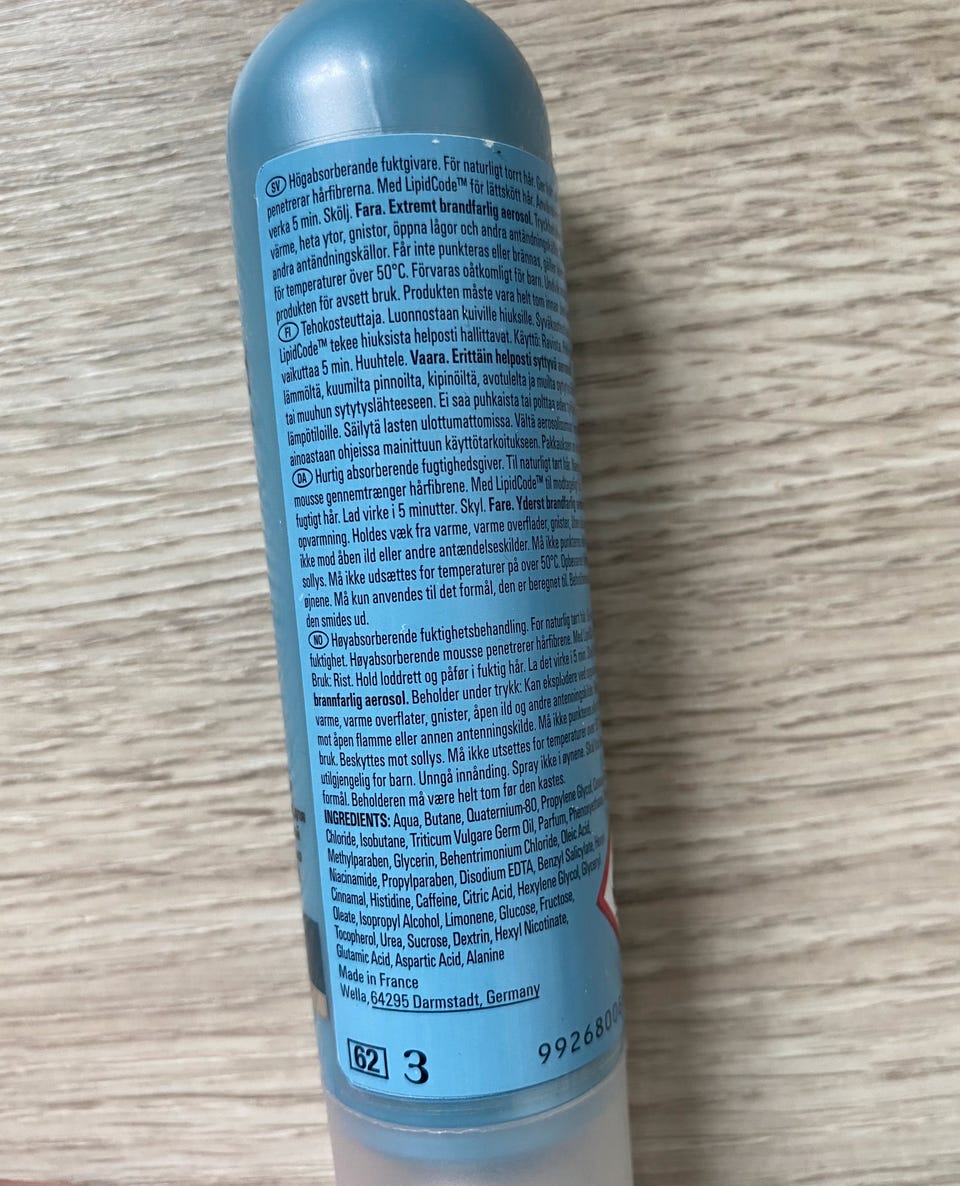 SV Högabsorberande fuktgivare. För naturligt torrt hår. Ger
penetrerar hårfibrerna. Med LipidCode™ för lättskött hår.
verka 5 min. Skölj. Fara. Extremt brandfarlig aerosol.
värme, heta ytor, gnistor, öppna lågor och andra
andra antändningskällor. Får inte punkteras eller brännas, gäller
för temperaturer över 50°C. Förvaras oåtkomligt för barn.
produkten för avsett bruk. Produkten måste vara helt tom innan
FI Tehokosteuttaja. Luonnostaan kuiville hiuksille.
LipidCode™ tekee hiuksista helposti hallittavat. Käyttö: Ravista.
vaikuttaa 5 min. Huuhtele. Vaara. Erittäin helposti syttyvä
lämmöltä, kuumilta pinnoilta, kipinöiltä, avotulelta ja muilta
tai muuhun sytytyslähteeseen. Ei saa puhkaista tai polttaa, edes
lämpötiloille. Säilytä lasten ulottumattomissa. Vältä
ainoastaan ohjeissa mainittuun käyttötarkoitukseen. Pakkauksen
DA Hurtig absorberende fugtighedsgiver. Til naturligt tørt hår.
mousse gennemtrænger hårfibrene. Med LipidCode™ til
fugtigt hår. Lad virke i 5 minutter. Skyl. Fare. Yderst brandfarlig
opvarmning. Holdes væk fra varme, varme overflader, gnister,
ikke mod åben ild eller andre antændelseskilder. Må ikke punkteres
sollys. Må ikke udsættes for temperaturer på over 50°C.
øjnene. Må kun anvendes til det formål, den er beregnet til.
den smides ud.
NO Høyabsorberende fuktighetsbehandling. For naturlig tørt hår.
fuktighet. Høyabsorberende mousse penetrerer hårfibrene. Med
Bruk: Rist. Hold loddrett og påfør i fuktig hår. La det virke i 5 min.
brannfarlig aerosol. Beholder under trykk: Kan eksplodere ved
varme, varme overflater, gnister, åpen ild og andre
mot åpen flamme eller annen antenningskilde. Må ikke punkteres
bruk. Beskyttes mot sollys. Må ikke utsettes for temperaturer
utilgjengelig for barn. Unngå innånding. Spray ikke i øynene.
formål. Beholderen må være helt tom før den kastes.
INGREDIENTS: Aqua, Butane, Quaternium-80, Propylene Glycol,
Chloride, Isobutane, Triticum Vulgare Germ Oil, Parfum, Phenoxyethanol,
Methylparaben, Glycerin, Behentrimonium Chloride, Oleic Acid,
Niacinamide, Propylparaben, Disodium EDTA, Benzyl Salicylate,
Cinnamal, Histidine, Caffeine, Citric Acid, Hexylene Glycol, Glyceryl
Oleate, Isopropyl Alcohol, Limonene, Glucose, Fructose,
Tocopherol, Urea, Sucrose, Dextrin, Hexyl Nicotinate,
Glutamic Acid, Aspartic Acid, Alanine
Made in France
Wella, 64295 Darmstadt, Germany
62 3